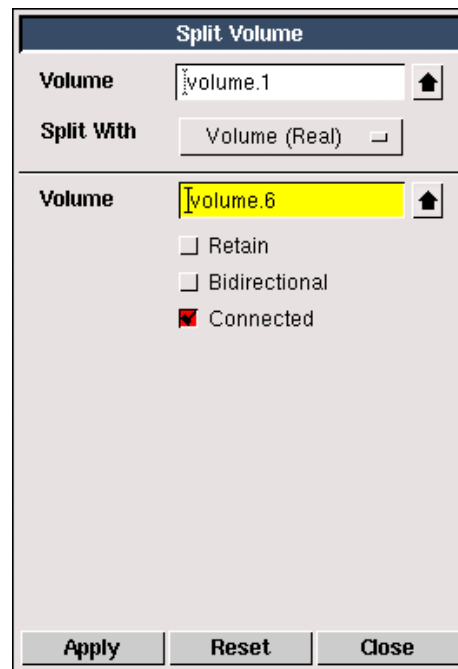 Split Volume
Volume volume.1
Split With Volume (Real)
Volume volume.6
Retain
Bidirectional
Connected
Apply Reset Close